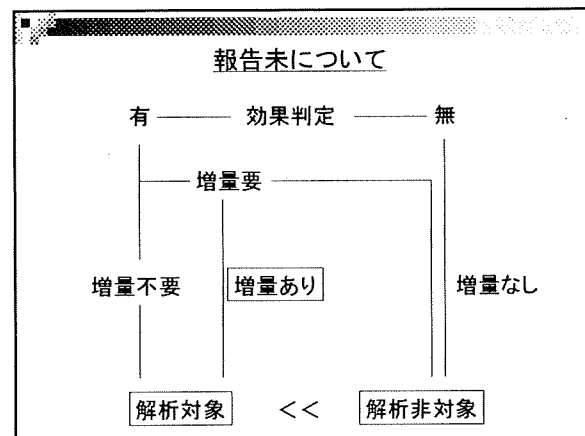 報告未について
有 効果判定 無
増量要
増量不要 増量あり 増量なし
解析対象 << 解析非対象